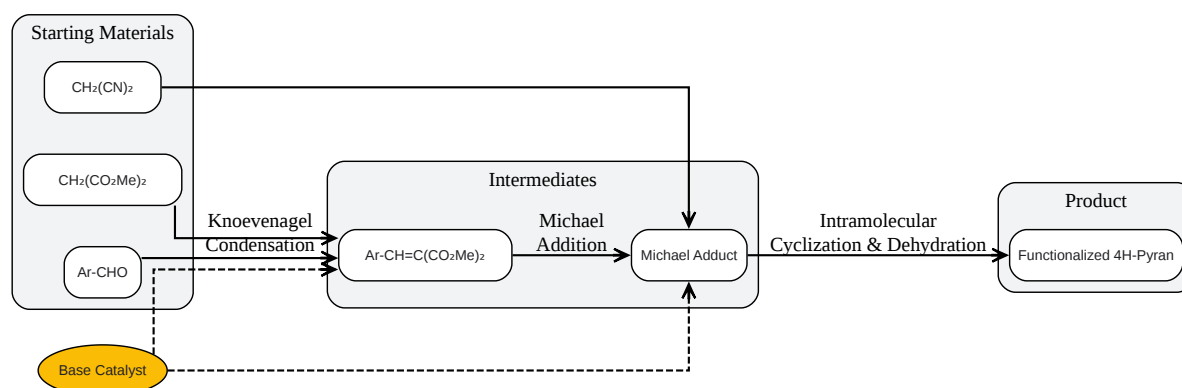 Starting Materials
CH₂(CN)₂
CH₂(CO₂Me)₂
Ar-CHO
Base Catalyst
Knoevenagel
Condensation
Intermediates
Ar-CH=C(CO₂Me)₂
Michael
Addition
Michael Adduct
Intramolecular
Cyclization & Dehydration
Product
Functionalized 4H-Pyran